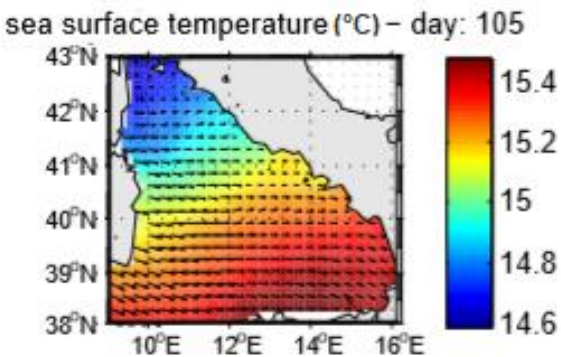 sea surface temperature (°C) – day: 105
43°N
42°N
41°N
40°N
39°N
38°N
10°E 12°E 14°E 16°E
15.4
15.2
15
14.8
14.6